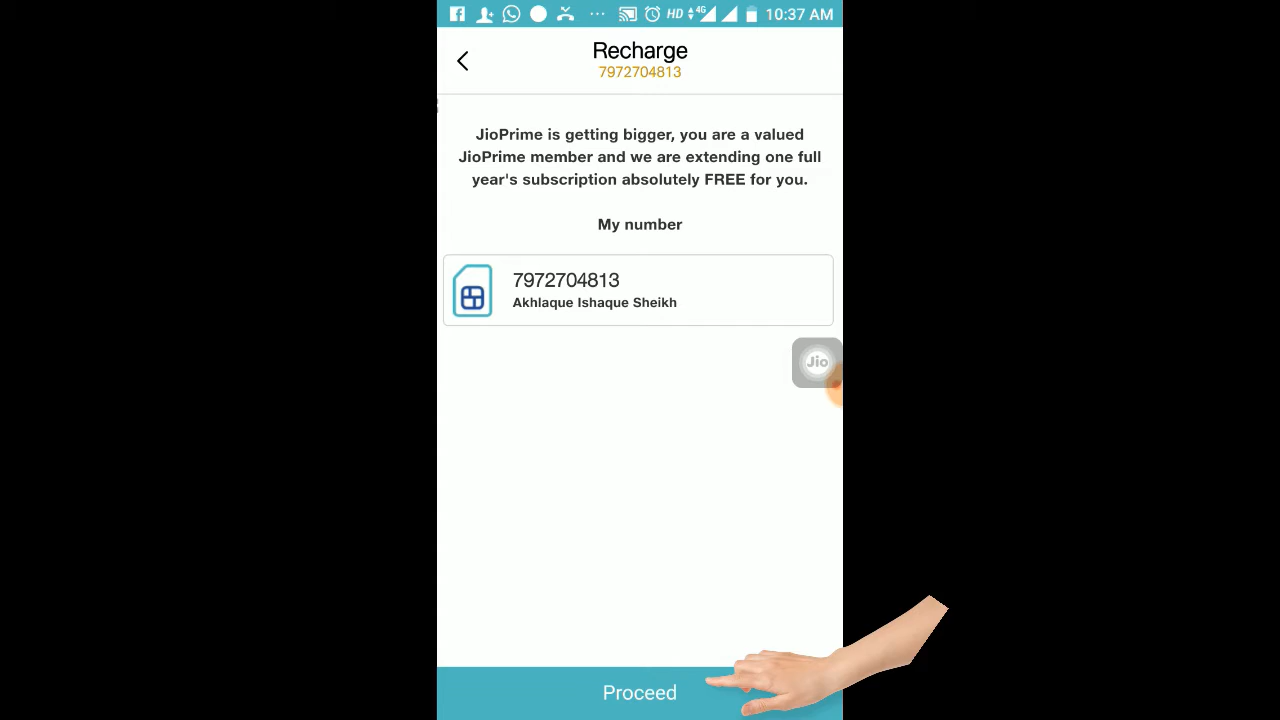 HD 4G 10:37 AM
Recharge
7972704813
JioPrime is getting bigger, you are a valued
JioPrime member and we are extending one full
year's subscription absolutely FREE for you.
My number
7972704813
Akhlaque Ishaque Sheikh
Jio
Proceed